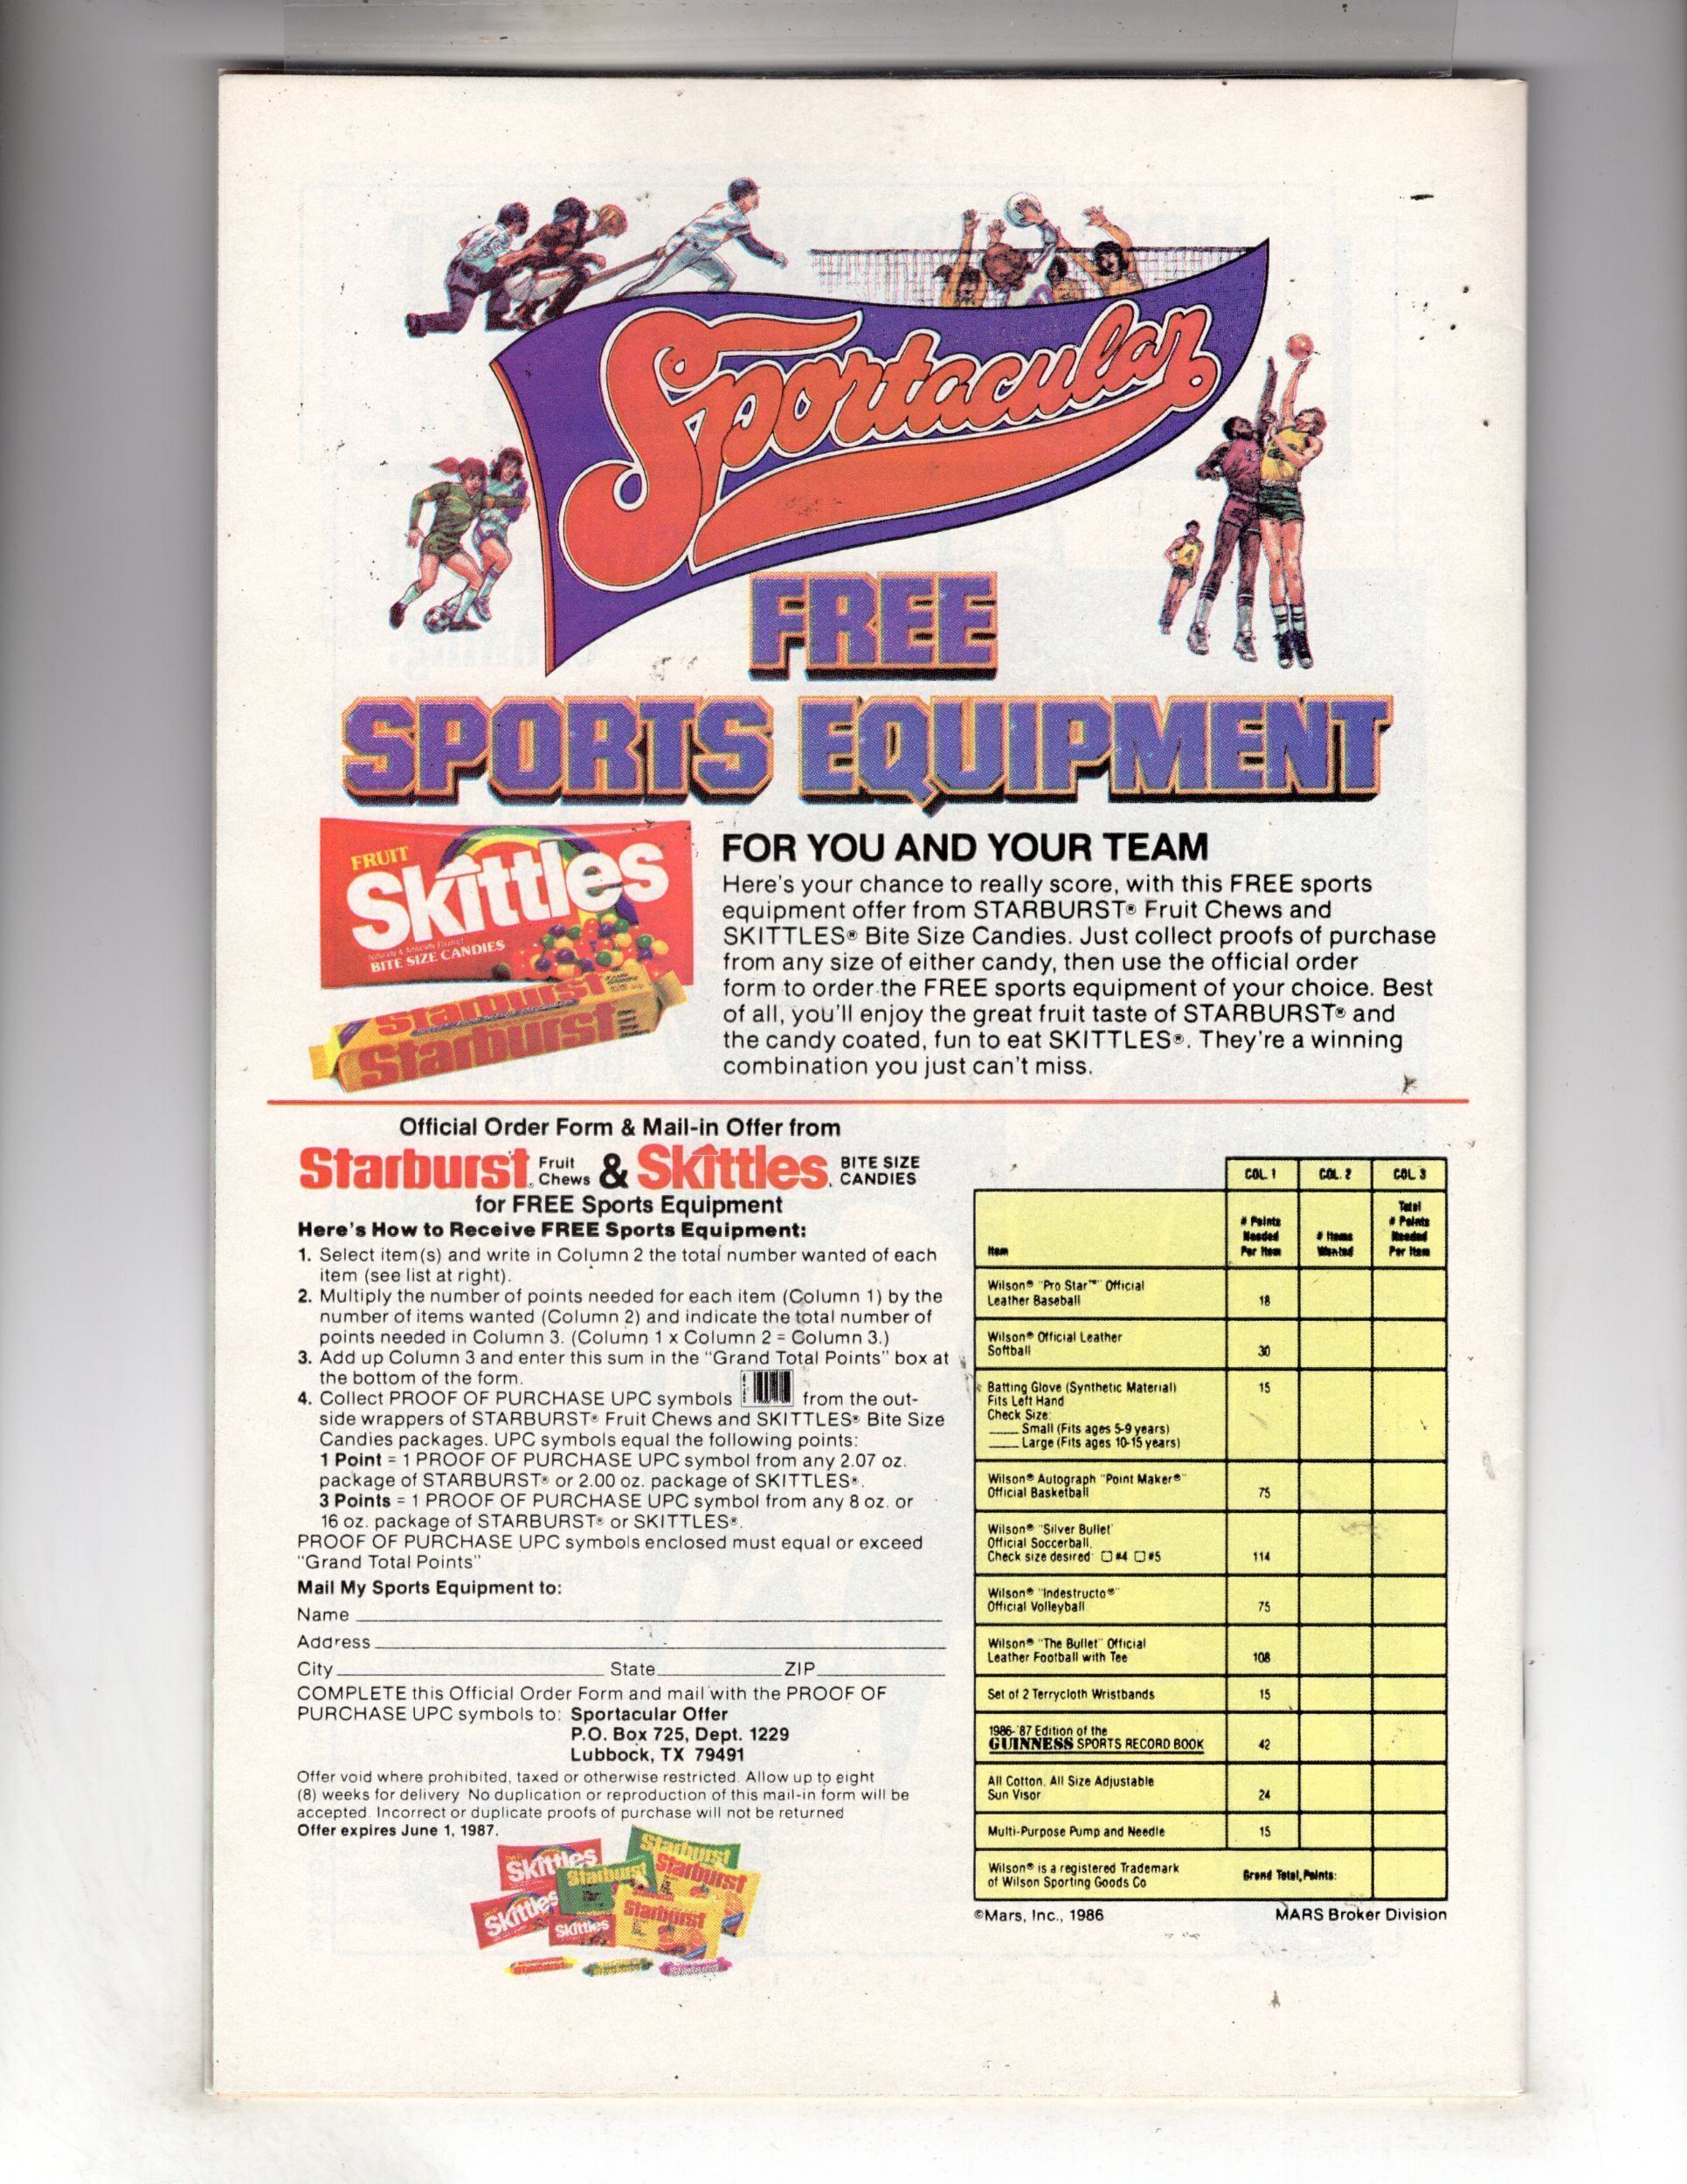 Sportacular
FREE
SPORTS EQUIPMENT
FRUIT
Skittles
BITE SIZE CANDIES
Starburst
Starburst
FOR YOU AND YOUR TEAM
Here's your chance to really score, with this FREE sports
equipment offer from STARBURST® Fruit Chews and
SKITTLES® Bite Size Candies. Just collect proofs of purchase
from any size of either candy, then use the official order
form to order the FREE sports equipment of your choice. Best
of all, you'll enjoy the great fruit taste of STARBURST® and
the candy coated, fun to eat SKITTLES®. They're a winning
combination you just can't miss.
Official Order Form & Mail-in Offer from
Starburst Fruit Chews & Skittles BITE SIZE CANDIES
for FREE Sports Equipment
Here's How to Receive FREE Sports Equipment:
1. Select item(s) and write in Column 2 the total number wanted of each
item (see list at right).
2. Multiply the number of points needed for each item (Column 1) by the
number of items wanted (Column 2) and indicate the total number of
points needed in Column 3. (Column 1 x Column 2 = Column 3.)
3. Add up Column 3 and enter this sum in the "Grand Total Points" box at
the bottom of the form.
4. Collect PROOF OF PURCHASE UPC symbols from the out-
side wrappers of STARBURST® Fruit Chews and SKITTLES® Bite Size
Candies packages. UPC symbols equal the following points:
1 Point = 1 PROOF OF PURCHASE UPC symbol from any 2.07 oz.
package of STARBURST® or 2.00 oz. package of SKITTLES®.
3 Points = 1 PROOF OF PURCHASE UPC symbol from any 8 oz. or
16 oz. package of STARBURST® or SKITTLES®.
PROOF OF PURCHASE UPC symbols enclosed must equal or exceed
"Grand Total Points"
Mail My Sports Equipment to:
Name
Address
City State ZIP
COMPLETE this Official Order Form and mail with the PROOF OF
PURCHASE UPC symbols to: Sportacular Offer
P.O. Box 725, Dept. 1229
Lubbock, TX 79491
Offer void where prohibited, taxed or otherwise restricted. Allow up to eight
(8) weeks for delivery. No duplication or reproduction of this mail-in form will be
accepted. Incorrect or duplicate proofs of purchase will not be returned
Offer expires June 1, 1987.
Skittles
Starburst
Starburst
Starburst
Skittles
Skittles
Starburst
COL. 1 COL. 2 COL. 3
Item
# Points Needed Per Item
# Items Wanted
Total # Points Needed Per Item
Wilson® "Pro Star™" Official
Leather Baseball 18
Wilson® Official Leather
Softball 30
Batting Glove (Synthetic Material) 15
Fits Left Hand
Check Size:
Small (Fits ages 5-9 years)
Large (Fits ages 10-15 years)
Wilson® Autograph "Point Maker®"
Official Basketball 75
Wilson® "Silver Bullet"
Official Soccerball.
Check size desired: #4 #5 114
Wilson® "Indestructo®"
Official Volleyball 75
Wilson® "The Bullet" Official
Leather Football with Tee 108
Set of 2 Terrycloth Wristbands 15
1986-'87 Edition of the
GUINNESS SPORTS RECORD BOOK 42
All Cotton, All Size Adjustable
Sun Visor 24
Multi-Purpose Pump and Needle 15
Wilson® is a registered Trademark
of Wilson Sporting Goods Co
Grand Total, Points:
©Mars, Inc., 1986 MARS Broker Division